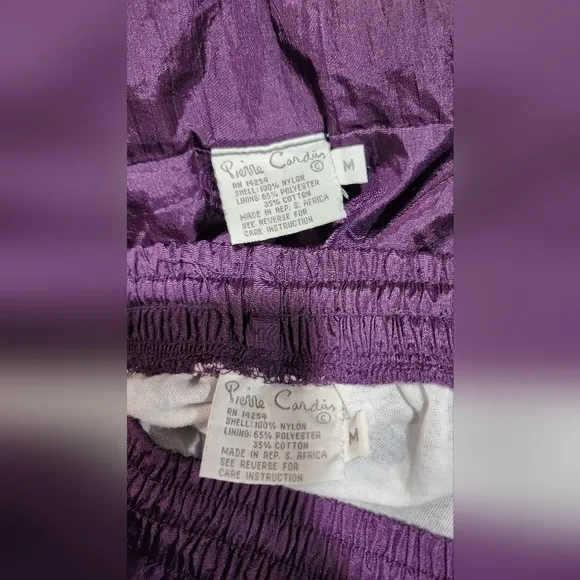 Pierre Cardin ©
M
RN 14254
SHELL: 100% NYLON
LINING: 65% POLYESTER
35% COTTON
MADE IN REP. S. AFRICA
SEE REVERSE FOR
CARE INSTRUCTION
Pierre Cardin ©
M
RN 14254
SHELL: 100% NYLON
LINING: 65% POLYESTER
35% COTTON
MADE IN REP. S. AFRICA
SEE REVERSE FOR
CARE INSTRUCTION